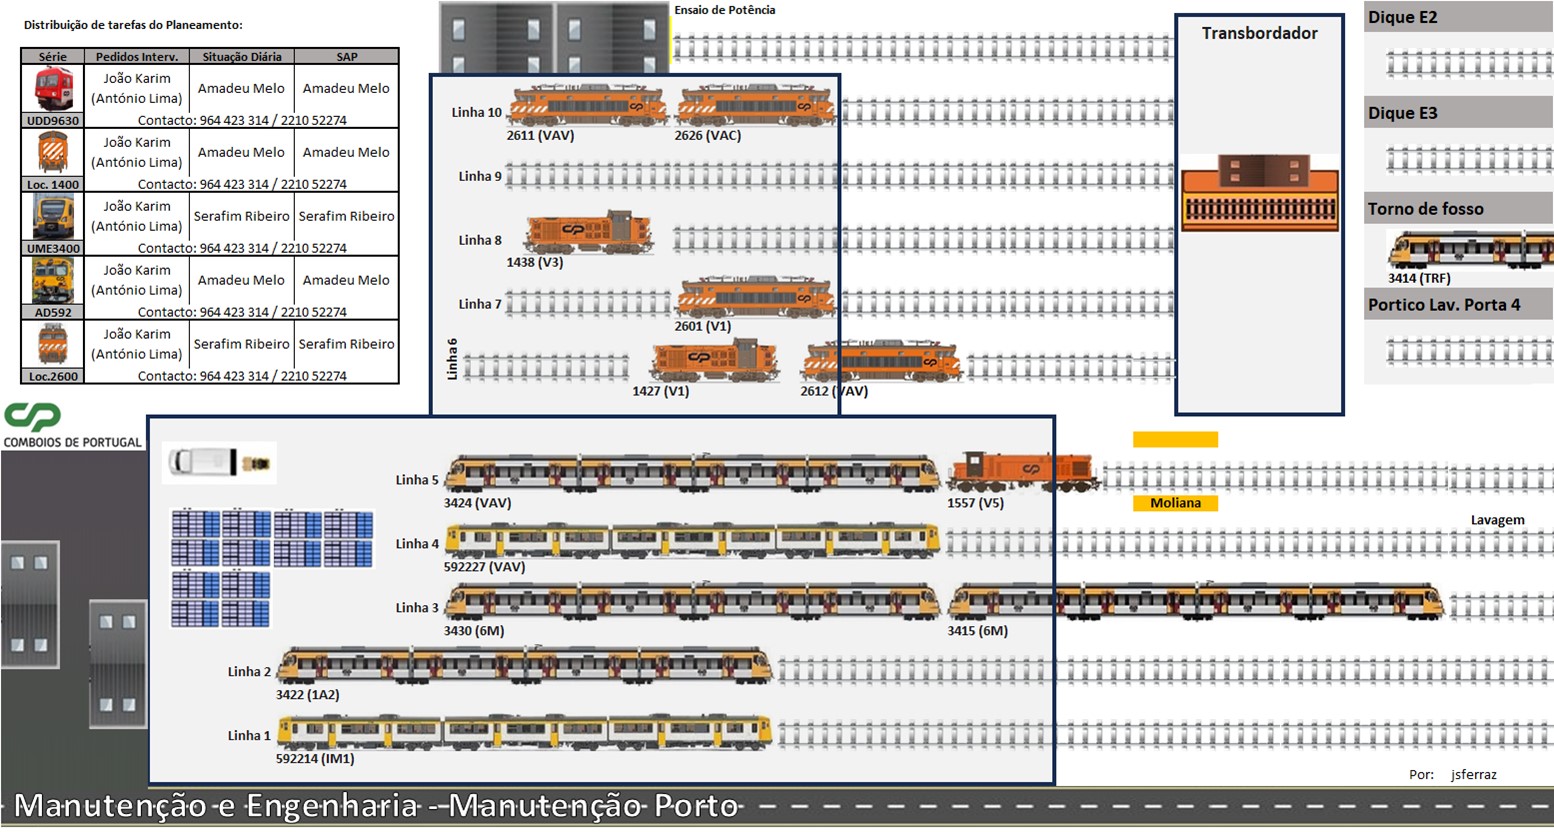 Distribuição de tarefas do Planeamento:
Série Pedidos Interv. Situação Diária SAP
João Karim
(António Lima) Amadeu Melo Amadeu Melo
UDD9630 Contacto: 964 423 314 / 2210 52274
João Karim
(António Lima) Amadeu Melo Amadeu Melo
Loc. 1400 Contacto: 964 423 314 / 2210 52274
João Karim
(António Lima) Serafim Ribeiro Serafim Ribeiro
UME3400 Contacto: 964 423 314 / 2210 52274
João Karim
(António Lima) Amadeu Melo Amadeu Melo
AD592 Contacto: 964 423 314 / 2210 52274
João Karim
(António Lima) Serafim Ribeiro Serafim Ribeiro
Loc.2600 Contacto: 964 423 314 / 2210 52274
CP
COMBOIOS DE PORTUGAL
Ensaio de Potência
Linha 10
2611 (VAV) 2626 (VAC)
Linha 9
Linha 8
1438 (V3)
Linha 7
2601 (V1)
Linha 6
1427 (V1) 2612 (VAV)
Transbordador
Dique E2
Dique E3
Torno de fosso
3414 (TRF)
Portico Lav. Porta 4
Linha 5
3424 (VAV) 1557 (V5)
Moliana
Lavagem
Linha 4
592227 (VAV)
Linha 3
3430 (6M) 3415 (6M)
Linha 2
3422 (1A2)
Linha 1
592214 (IM1)
Por: jsferraz
Manutenção e Engenharia - Manutenção Porto